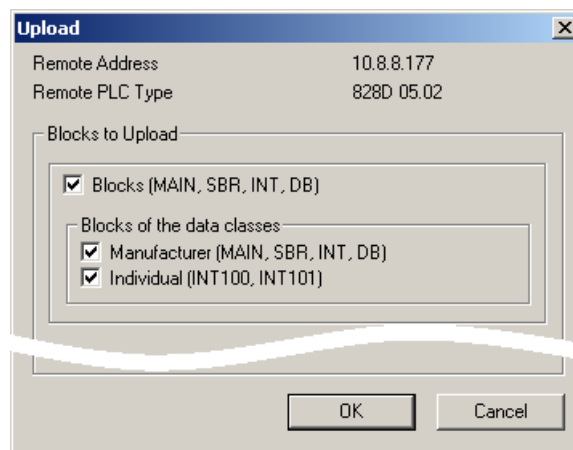 Upload
Remote Address 10.8.8.177
Remote PLC Type 828D 05.02
Blocks to Upload
Blocks (MAIN, SBR, INT, DB)
Blocks of the data classes
Manufacturer (MAIN, SBR, INT, DB)
Individual (INT100, INT101)
OK Cancel